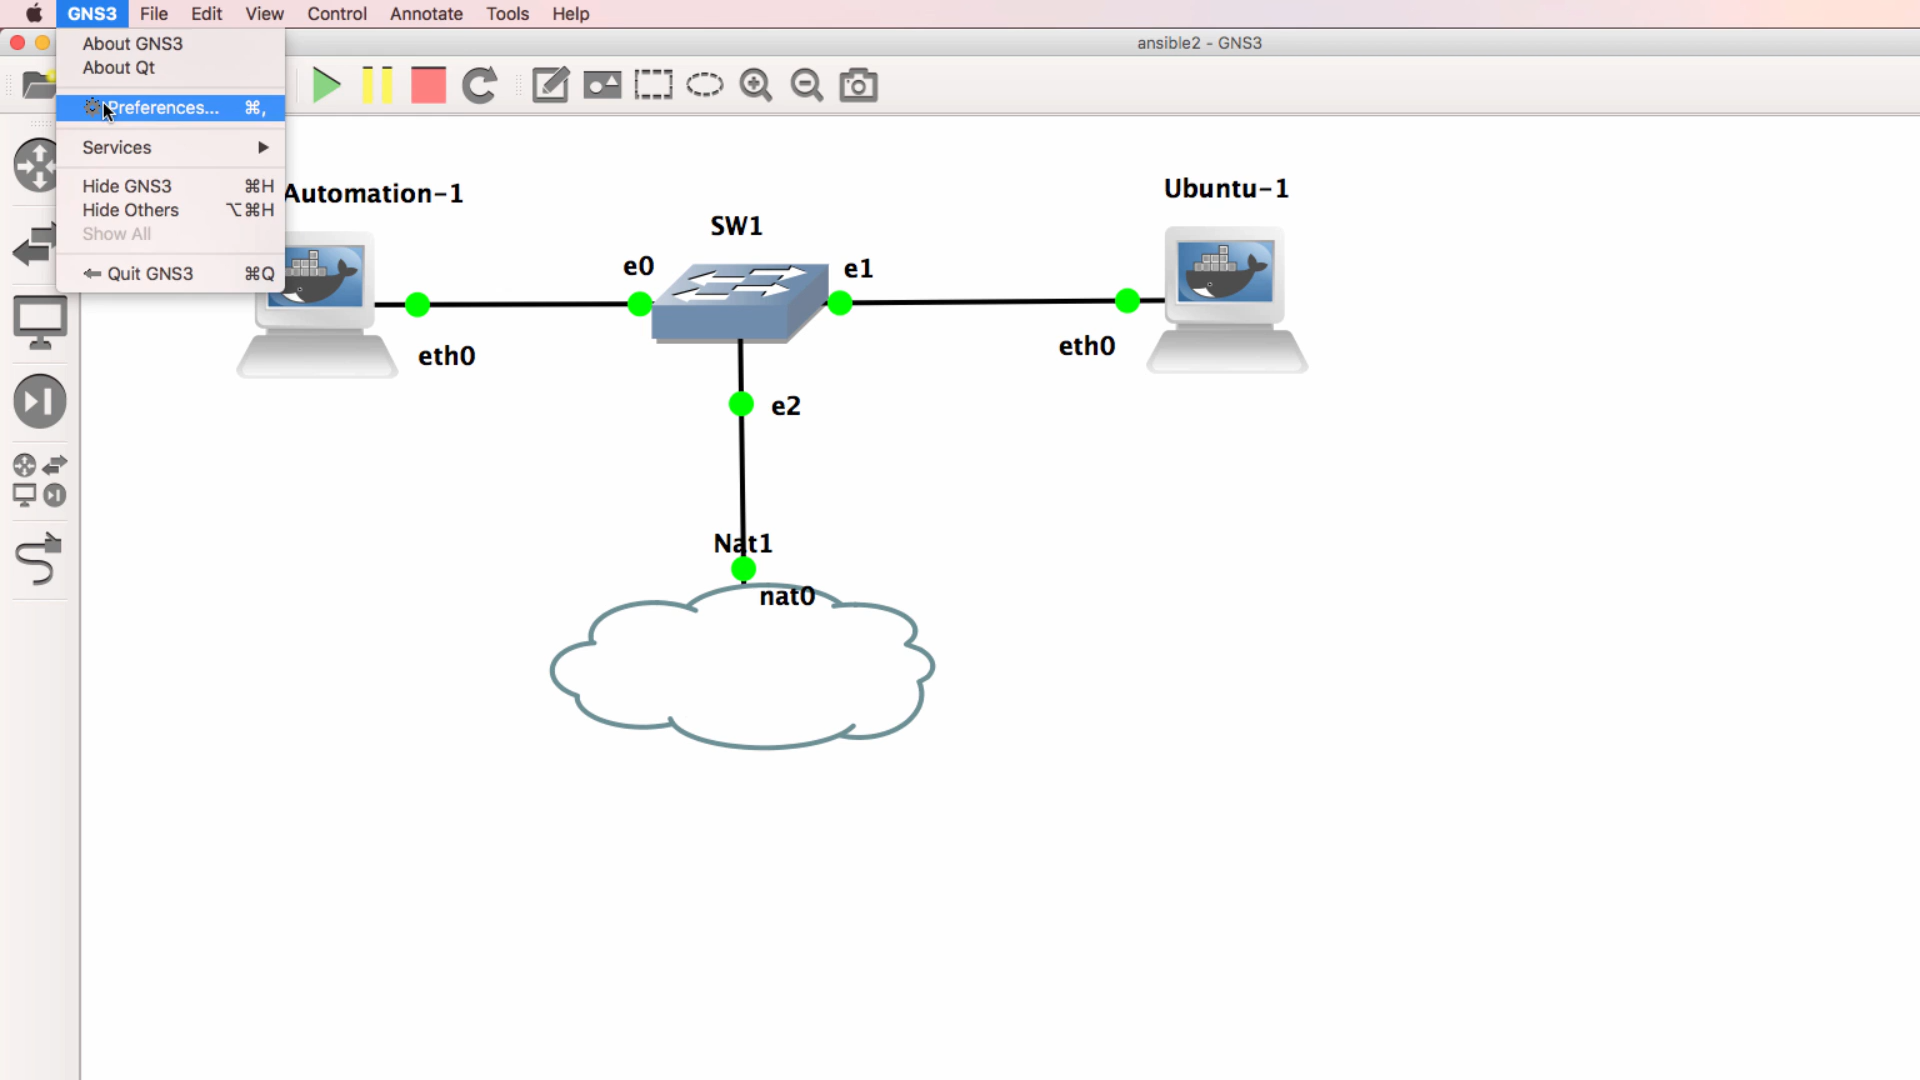 GNS3 File Edit View Control Annotate Tools Help
ansible2 - GNS3
About GNS3
About Qt
Preferences... ⌘,
Services
Hide GNS3 ⌘H
Hide Others ⌥⌘H
Show All
Quit GNS3 ⌘Q
Automation-1
Ubuntu-1
SW1
e0
e1
eth0
eth0
e2
Nat1
nat0